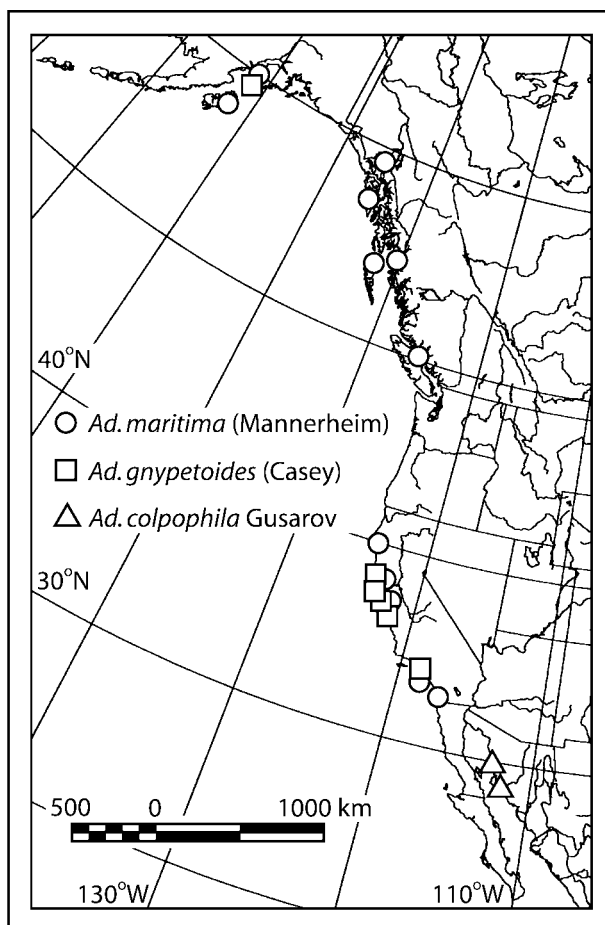 40°N
Ad. maritima (Mannerheim)
Ad. gnypetoides (Casey)
Ad. colpophila Gusarov
30°N
500 0 1000 km
130°W 110°W